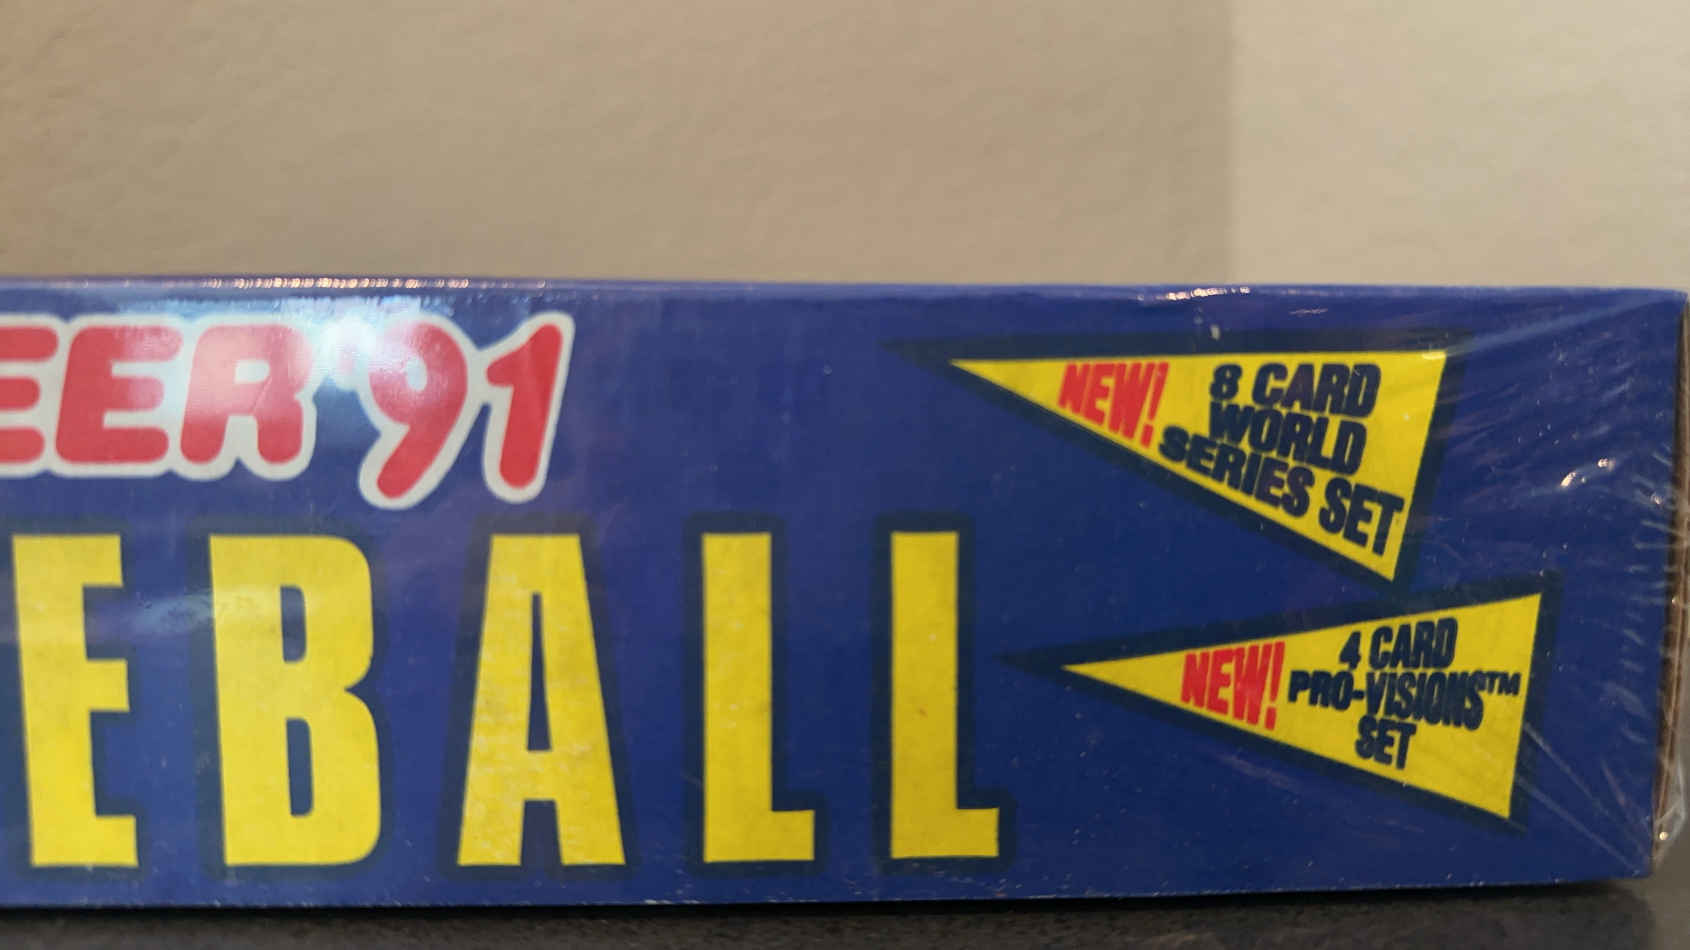 EER '91
EBALL
NEW! 8 CARD
WORLD
SERIES SET
NEW! 4 CARD
PRO-VISIONS™
SET